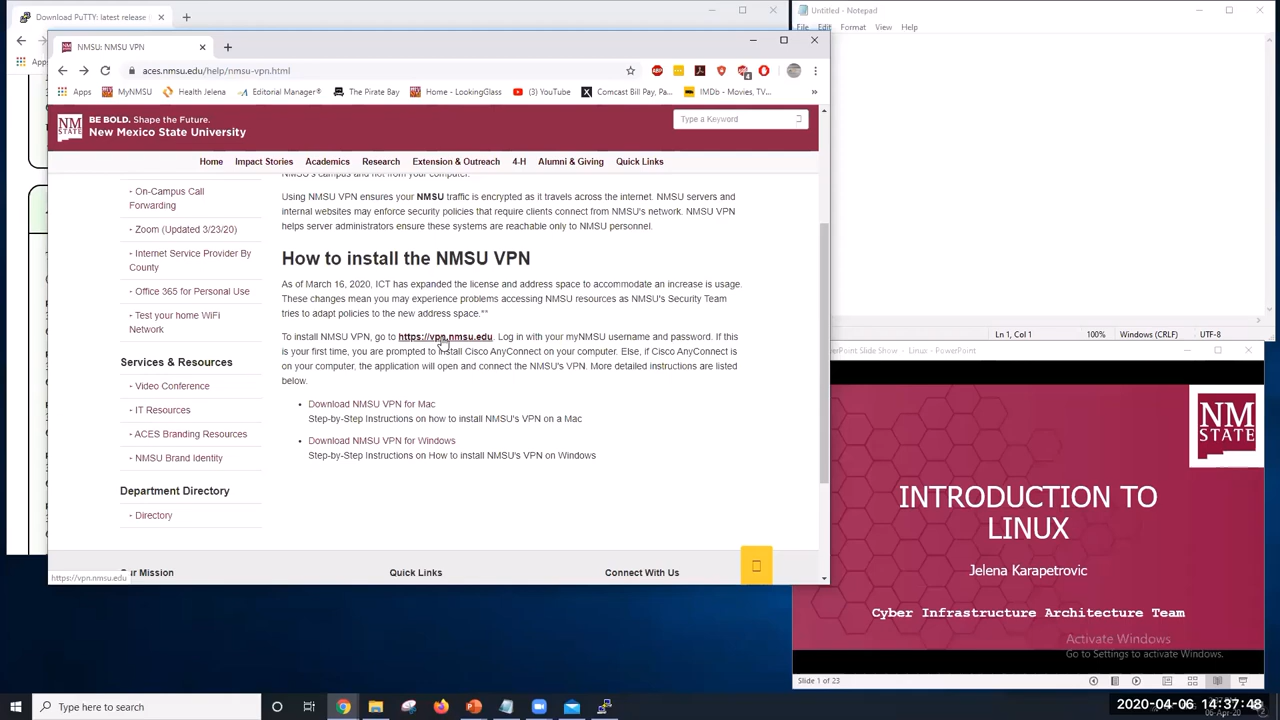 Download PuTTY: latest release
Untitled - Notepad
File Edit Format View Help
NMSU: NMSU VPN
aces.nmsu.edu/help/nmsu-vpn.html
Apps MyNMSU Health Jelena Editorial Manager® The Pirate Bay Home - LookingGlass (3) YouTube Comcast Bill Pay, Pa... IMDb - Movies, TV... »
NM STATE
BE BOLD. Shape the Future.
New Mexico State University
Type a Keyword
Home Impact Stories Academics Research Extension & Outreach 4-H Alumni & Giving Quick Links
NMSU's campus and not from your computer.
Using NMSU VPN ensures your NMSU traffic is encrypted as it travels across the internet. NMSU servers and
internal websites may enforce security policies that require clients connect from NMSU's network. NMSU VPN
helps server administrators ensure these systems are reachable only to NMSU personnel.
How to install the NMSU VPN
As of March 16, 2020, ICT has expanded the license and address space to accommodate an increase is usage.
These changes mean you may experience problems accessing NMSU resources as NMSU's Security Team
tries to adapt policies to the new address space.**
To install NMSU VPN, go to https://vpn.nmsu.edu. Log in with your myNMSU username and password. If this
is your first time, you are prompted to install Cisco AnyConnect on your computer. Else, if Cisco AnyConnect is
on your computer, the application will open and connect the NMSU's VPN. More detailed instructions are listed
below.
• Download NMSU VPN for Mac
Step-by-Step Instructions on how to install NMSU's VPN on a Mac
• Download NMSU VPN for Windows
Step-by-Step Instructions on How to install NMSU's VPN on Windows
- On-Campus Call
Forwarding
- Zoom (Updated 3/23/20)
- Internet Service Provider By
County
- Office 365 for Personal Use
- Test your home WiFi
Network
Services & Resources
- Video Conference
- IT Resources
- ACES Branding Resources
- NMSU Brand Identity
Department Directory
- Directory
Our Mission Quick Links Connect With Us
https://vpn.nmsu.edu
Ln 1, Col 1 100% Windows (CRLF) UTF-8
PowerPoint Slide Show - Linux - PowerPoint
NM STATE
INTRODUCTION TO
LINUX
Jelena Karapetrovic
Cyber Infrastructure Architecture Team
Activate Windows
Go to Settings to activate Windows.
Slide 1 of 23
Type here to search
2020-04-06 14:37:48